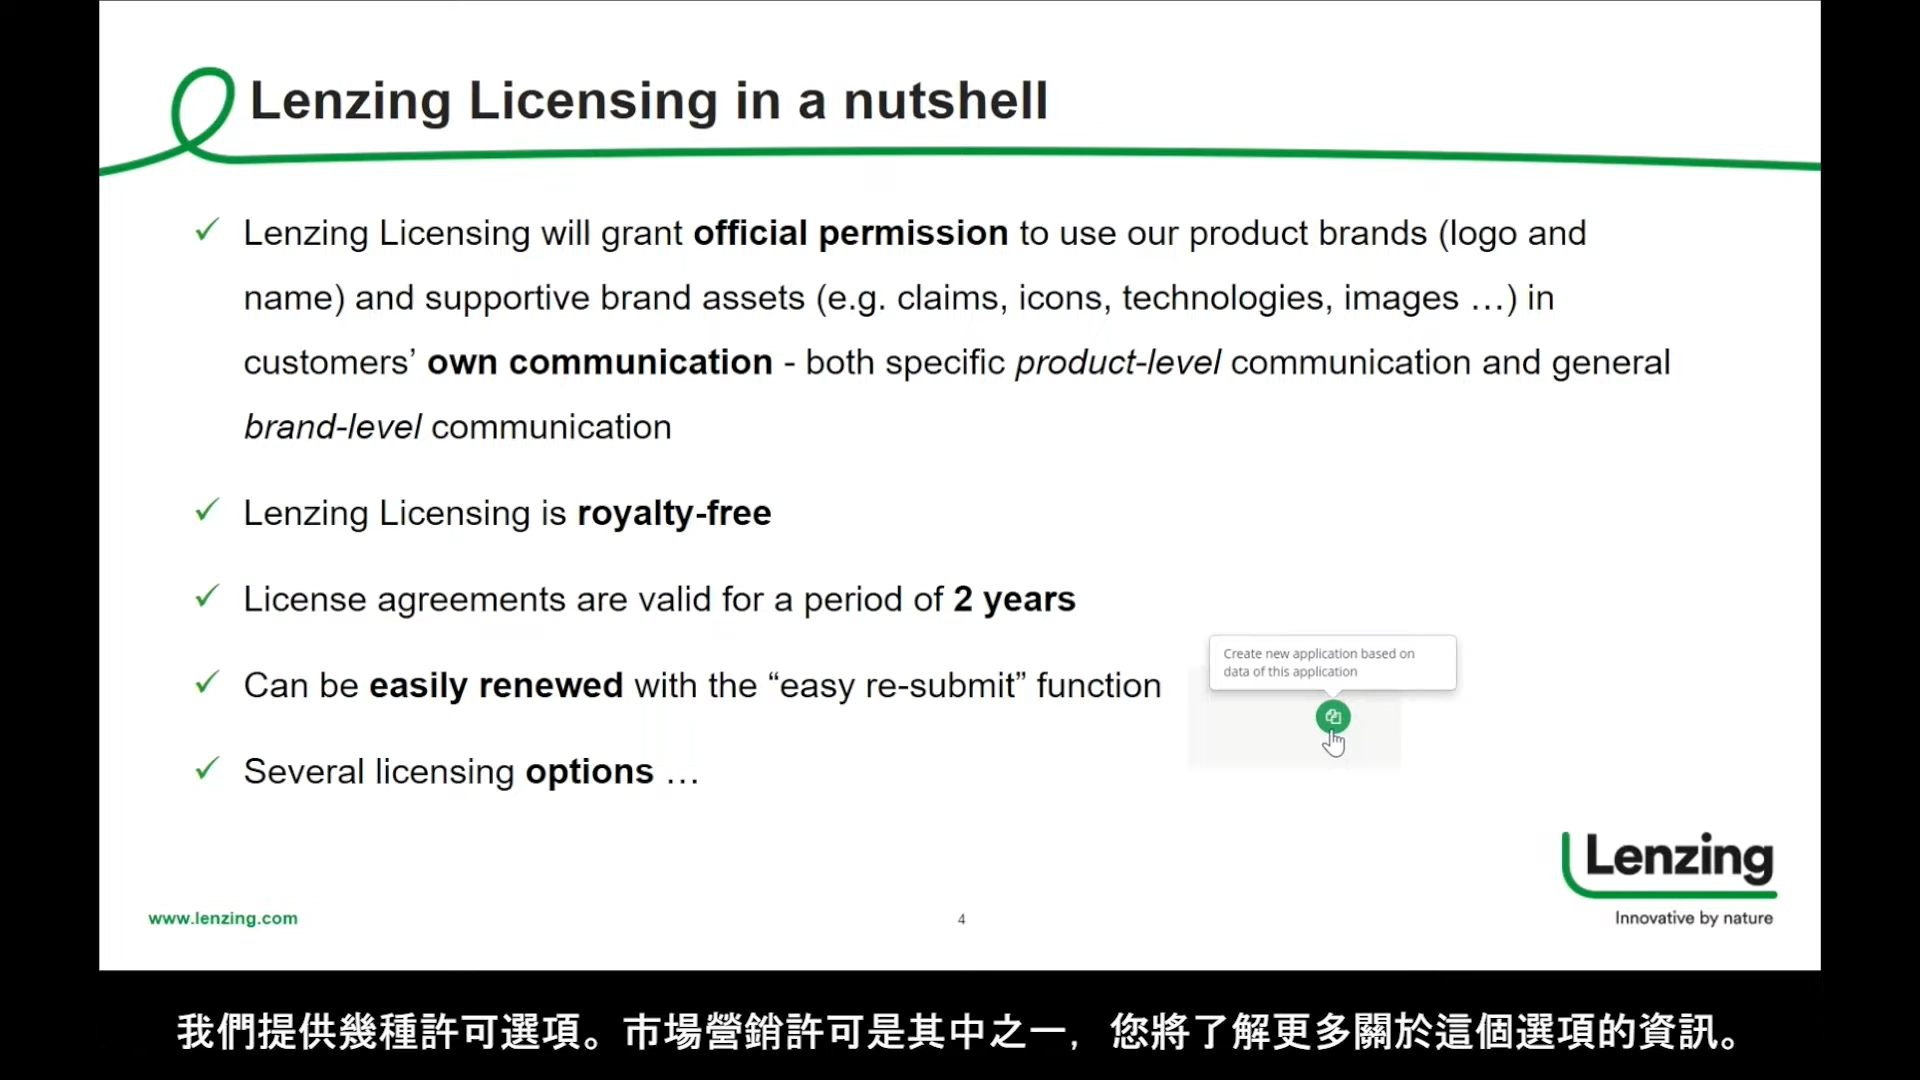 Lenzing Licensing in a nutshell
✓ Lenzing Licensing will grant official permission to use our product brands (logo and
name) and supportive brand assets (e.g. claims, icons, technologies, images …) in
customers’ own communication - both specific product-level communication and general
brand-level communication
✓ Lenzing Licensing is royalty-free
✓ License agreements are valid for a period of 2 years
Create new application based on
data of this application
✓ Can be easily renewed with the “easy re-submit” function
✓ Several licensing options …
Lenzing
Innovative by nature
www.lenzing.com
4
我們提供幾種許可選項。市場營銷許可是其中之一，您將了解更多關於這個選項的資訊。